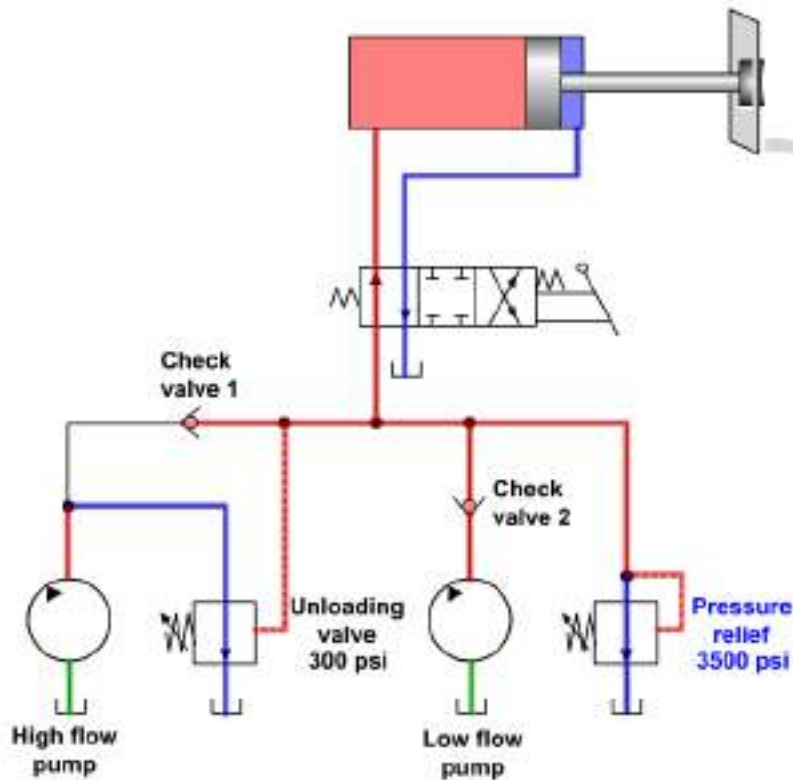 Check
valve 1
Check
valve 2
Unloading
valve
300 psi
Pressure
relief
3500 psi
High flow
pump
Low flow
pump